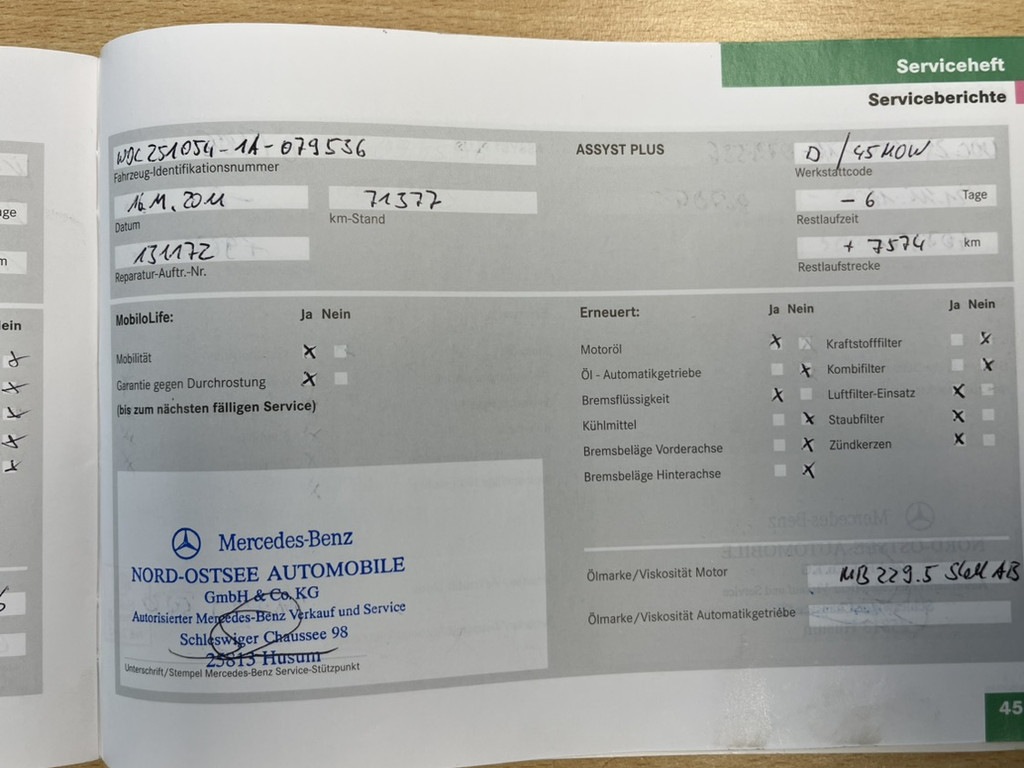 Serviceheft
Serviceberichte
WDC251054-1A-079536
Fahrzeug-Identifikationsnummer
ASSYST PLUS
D/45HOW
Werkstattcode
16.11.2011
Datum
71377
km-Stand
- 6 Tage
Restlaufzeit
131172
Reparatur-Auftr.-Nr.
+ 7574 km
Restlaufstrecke
MobiloLife: Ja Nein
Mobilität x
Garantie gegen Durchrostung x
(bis zum nächsten fälligen Service)
Erneuert: Ja Nein Ja Nein
Motoröl x Kraftstofffilter x
Öl - Automatikgetriebe x Kombifilter x
Bremsflüssigkeit x Luftfilter-Einsatz x
Kühlmittel x Staubfilter x
Bremsbeläge Vorderachse x Zündkerzen x
Bremsbeläge Hinterachse x
Mercedes-Benz
NORD-OSTSEE AUTOMOBILE
GmbH & Co. KG
Autorisierter Mercedes-Benz Verkauf und Service
Schleswiger Chaussee 98
25813 Husum
Unterschrift/Stempel Mercedes-Benz Service-Stützpunkt
Ölmarke/Viskosität Motor MB 229.5 Shell AB
Ölmarke/Viskosität Automatikgetriebe
45